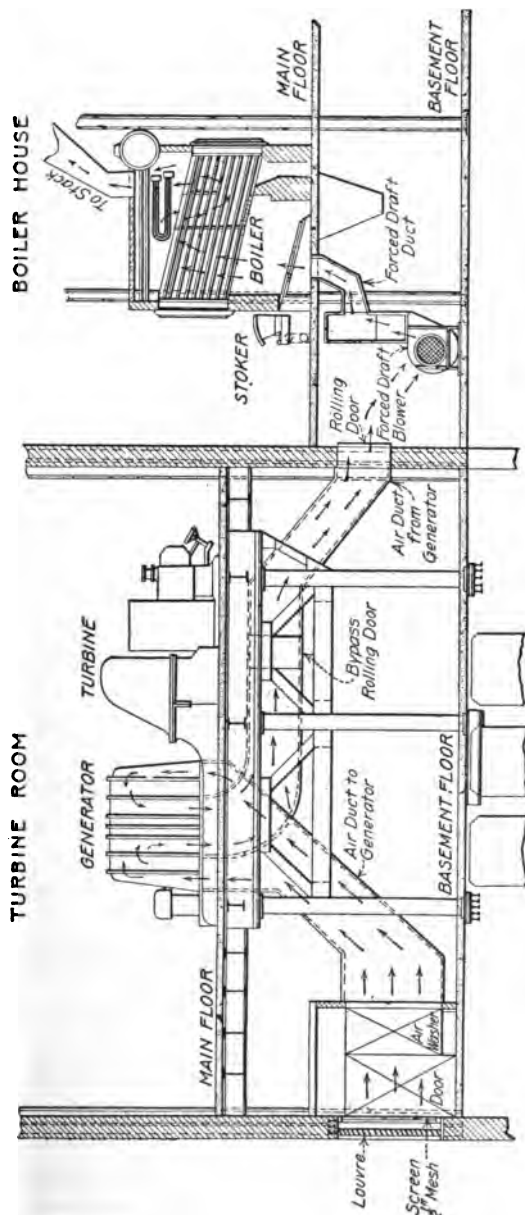 TURBINE ROOM
BOILER HOUSE
GENERATOR
TURBINE
STOKER
BOILER
To Stack
MAIN FLOOR
MAIN FLOOR
Rolling
Door
Forced Draft
Blower
Forced Draft
Duct
Air Duct
from
Generator
Bypass
Rolling Door
Air Duct to
Generator
BASEMENT FLOOR
BASEMENT FLOOR
Air
Washer
Door
Louvre
Screen
Mesh